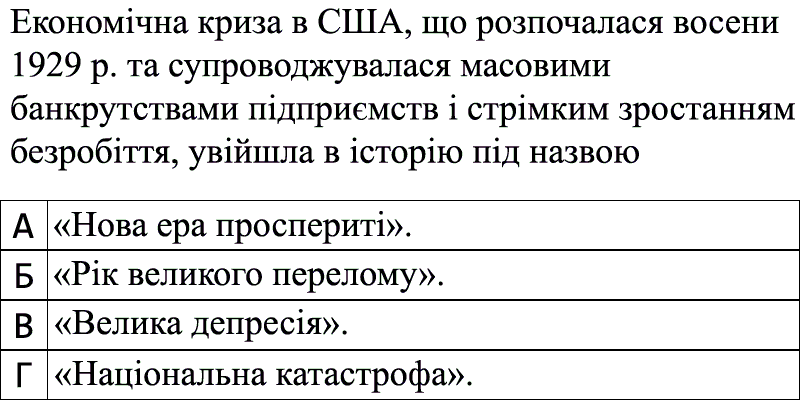 Економічна криза в США, що розпочалася восени
1929 р. та супроводжувалася масовими
банкрутствами підприємств і стрімким зростанням
безробіття, увійшла в історію під назвою
А «Нова ера просперитi».
Б «Рік великого перелому».
В «Велика депресія».
Г «Національна катастрофа».